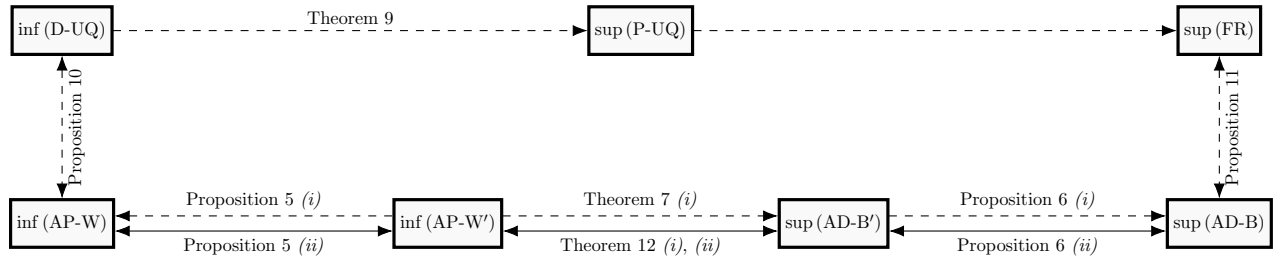 Theorem 9
inf (D-UQ)
sup (P-UQ)
sup (FR)
Proposition 10
Proposition 11
Proposition 5 (i)
Theorem 7 (i)
Proposition 6 (i)
inf (AP-W)
inf (AP-W′)
sup (AD-B′)
sup (AD-B)
Proposition 5 (ii)
Theorem 12 (i), (ii)
Proposition 6 (ii)